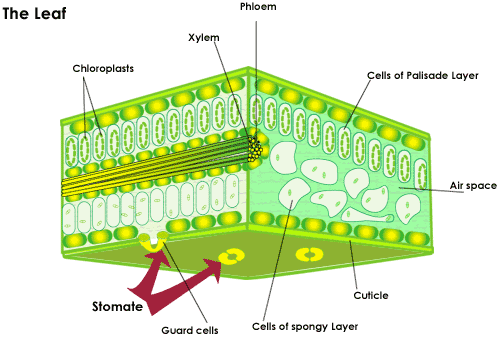 The Leaf
Phloem
Xylem
Chloroplasts
Cells of Palisade Layer
Air space
Cuticle
Stomate
Guard cells
Cells of spongy Layer